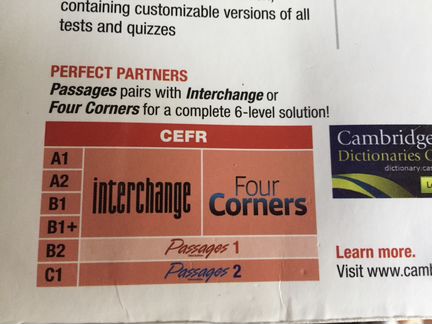 containing customizable versions of all
tests and quizzes
PERFECT PARTNERS
Passages pairs with Interchange or
Four Corners for a complete 6-level solution!
CEFR
A1
A2
B1
B1+
B2
C1
interchange
Four
Corners
Passages 1
Passages 2
Cambridge
Dictionaries
dictionary.ca
Learn more.
Visit www.cam